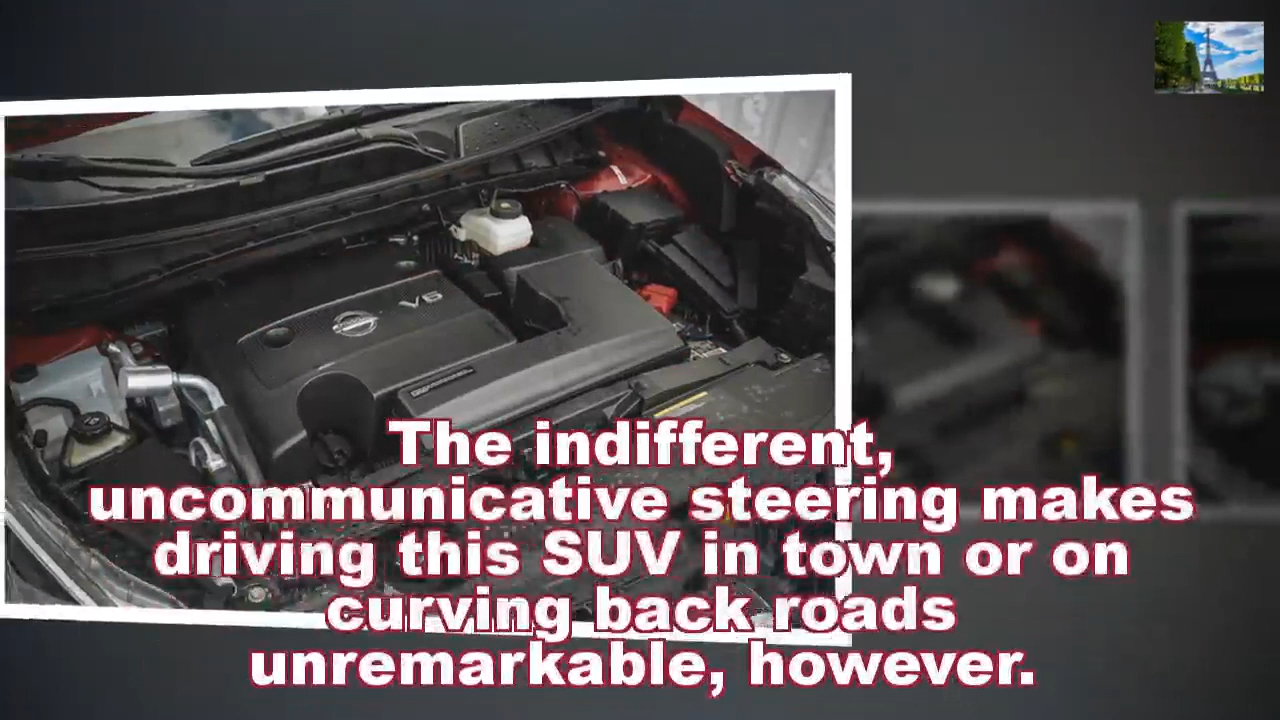 V6
The indifferent,
uncommunicative steering makes
driving this SUV in town or on
curving back roads
unremarkable, however.